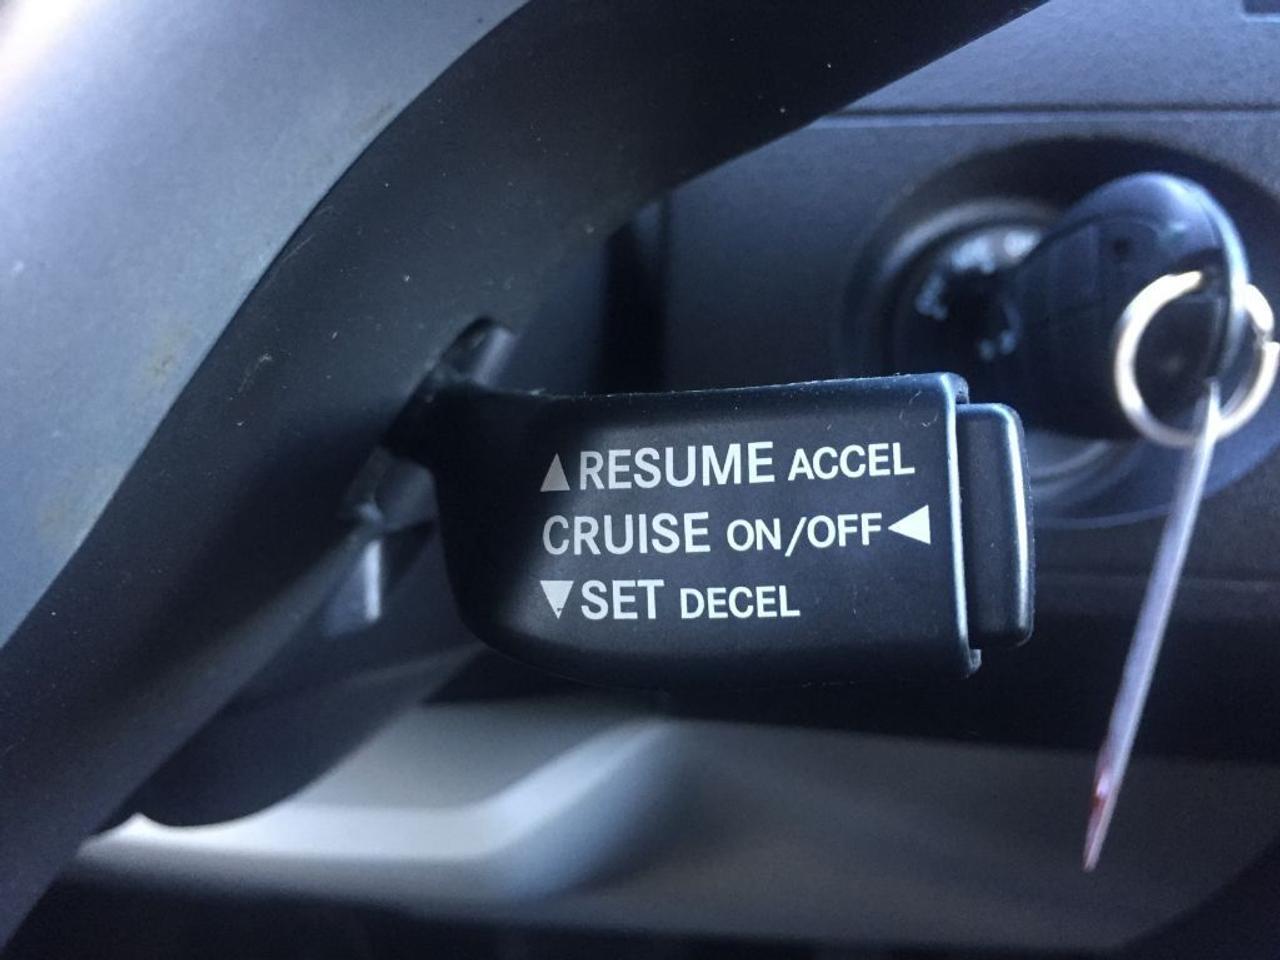 ▲RESUME ACCEL
CRUISE ON/OFF◀
▼SET DECEL